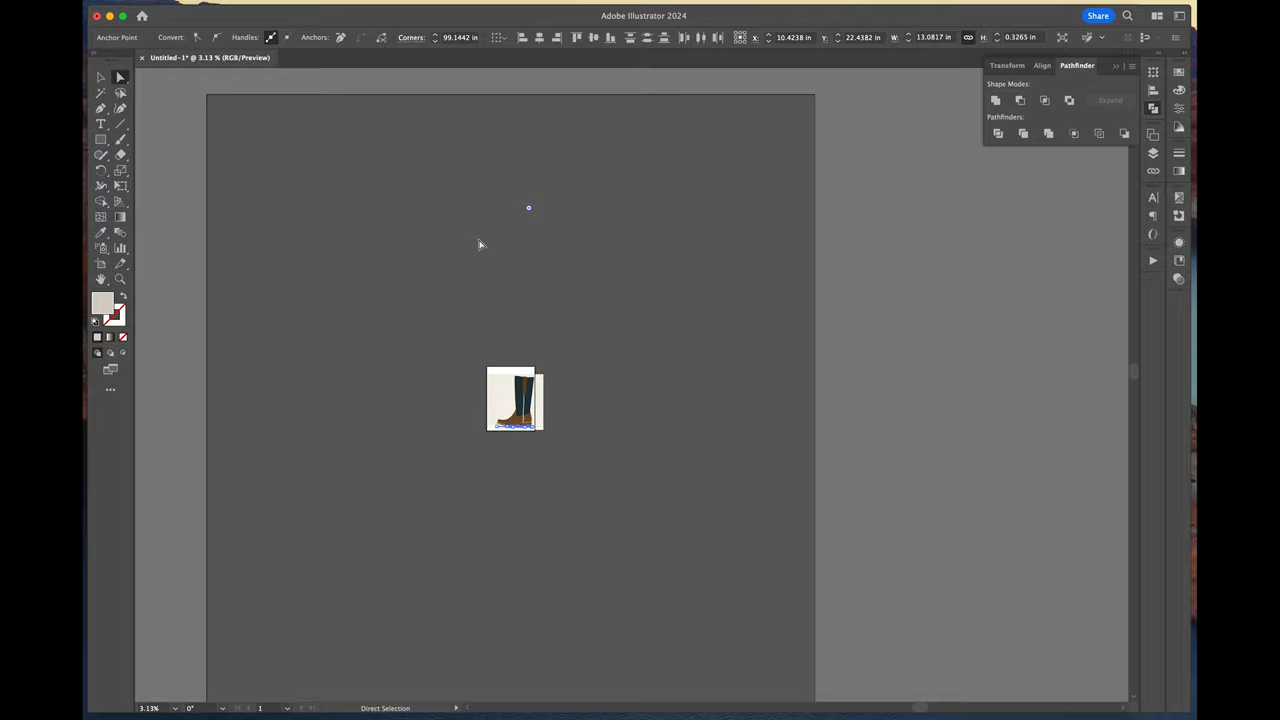 Adobe Illustrator 2024
Share
Anchor Point
Convert:
Handles:
Anchors:
Corners:
99.1442 in
X:
10.4238 in
Y:
22.4382 in
W:
13.0817 in
H:
0.3265 in
× Untitled-1* @ 3.13 % (RGB/Preview)
Transform
Align
Pathfinder
Shape Modes:
Expand
Pathfinders:
3.13%
0°
1
Direct Selection